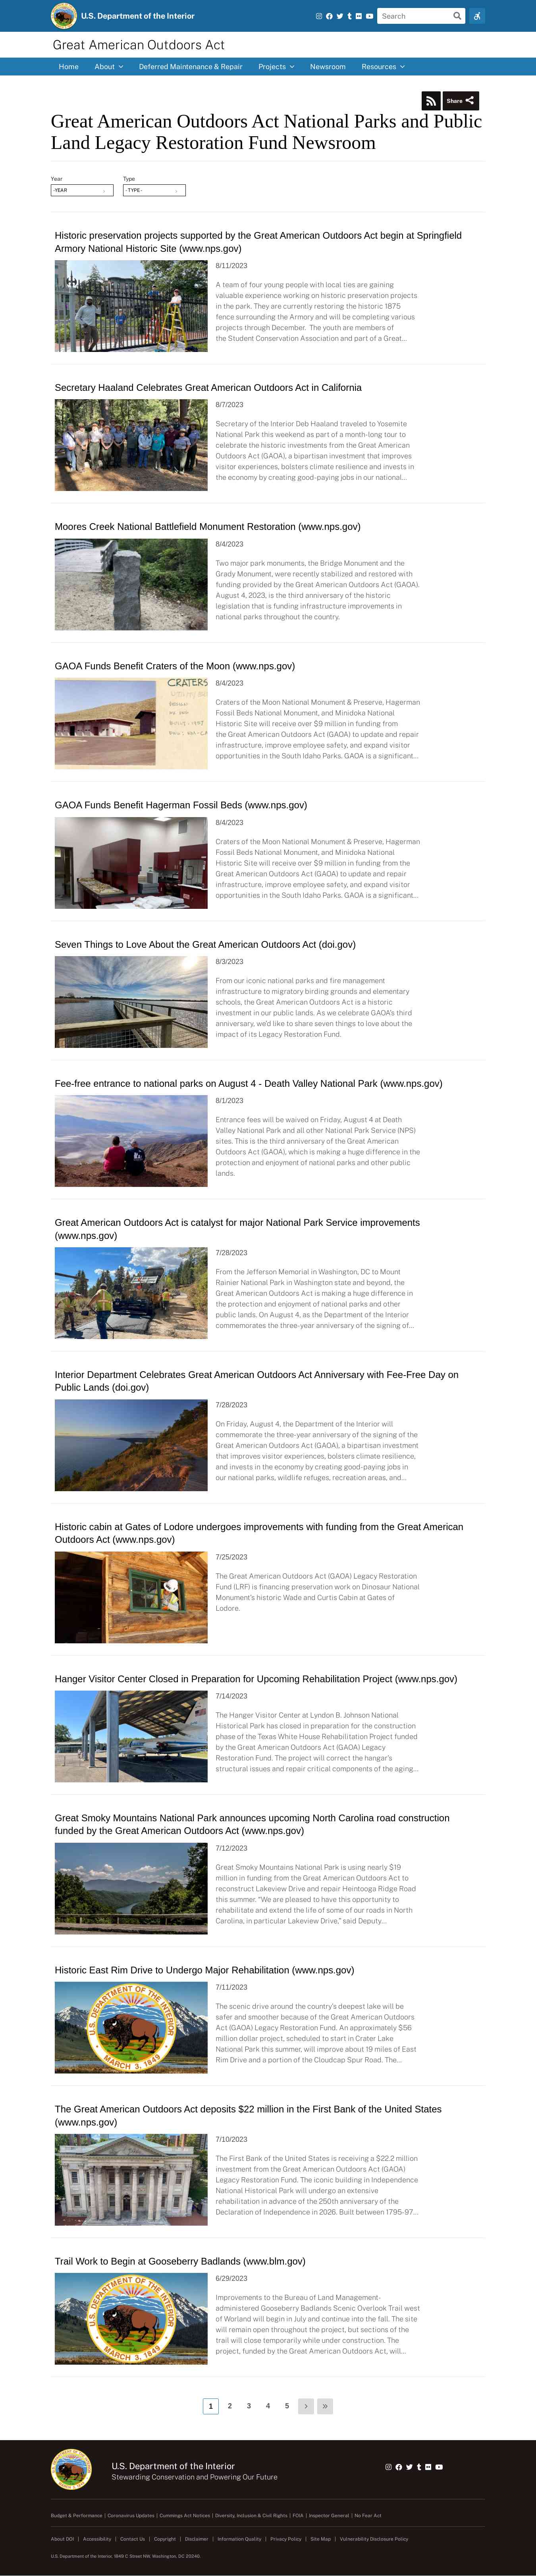 U.S. Department of the Interior
Search
Great American Outdoors Act
Home
About
Deferred Maintenance & Repair
Projects
Newsroom
Resources
Share
Great American Outdoors Act National Parks and Public
Land Legacy Restoration Fund Newsroom
Year
Type
-YEAR
- TYPE -
Historic preservation projects supported by the Great American Outdoors Act begin at Springfield
Armory National Historic Site (www.nps.gov)
8/11/2023
A team of four young people with local ties are gaining
valuable experience working on historic preservation projects
in the park. They are currently restoring the historic 1875
fence surrounding the Armory and will be completing various
projects through December. The youth are members of
the Student Conservation Association and part of a Great...
Secretary Haaland Celebrates Great American Outdoors Act in California
8/7/2023
Secretary of the Interior Deb Haaland traveled to Yosemite
National Park this weekend as part of a month-long tour to
celebrate the historic investments from the Great American
Outdoors Act (GAOA), a bipartisan investment that improves
visitor experiences, bolsters climate resilience and invests in
the economy by creating good-paying jobs in our national...
Moores Creek National Battlefield Monument Restoration (www.nps.gov)
8/4/2023
Two major park monuments, the Bridge Monument and the
Grady Monument, were recently stabilized and restored with
funding provided by the Great American Outdoors Act (GAOA).
August 4, 2023, is the third anniversary of the historic
legislation that is funding infrastructure improvements in
national parks throughout the country.
GAOA Funds Benefit Craters of the Moon (www.nps.gov)
CRATERS
8/4/2023
Craters of the Moon National Monument & Preserve, Hagerman
Fossil Beds National Monument, and Minidoka National
Historic Site will receive over $9 million in funding from
the Great American Outdoors Act (GAOA) to update and repair
infrastructure, improve employee safety, and expand visitor
opportunities in the South Idaho Parks. GAOA is a significant...
GAOA Funds Benefit Hagerman Fossil Beds (www.nps.gov)
8/4/2023
Craters of the Moon National Monument & Preserve, Hagerman
Fossil Beds National Monument, and Minidoka National
Historic Site will receive over $9 million in funding from the
Great American Outdoors Act (GAOA) to update and repair
infrastructure, improve employee safety, and expand visitor
opportunities in the South Idaho Parks. GAOA is a significant...
Seven Things to Love About the Great American Outdoors Act (doi.gov)
8/3/2023
From our iconic national parks and fire management
infrastructure to migratory birding grounds and elementary
schools, the Great American Outdoors Act is a historic
investment in our public lands. As we celebrate GAOA's third
anniversary, we'd like to share seven things to love about the
impact of its Legacy Restoration Fund.
Fee-free entrance to national parks on August 4 - Death Valley National Park (www.nps.gov)
8/1/2023
Entrance fees will be waived on Friday, August 4 at Death
Valley National Park and all other National Park Service (NPS)
sites. This is the third anniversary of the Great American
Outdoors Act (GAOA), which is making a huge difference in the
protection and enjoyment of national parks and other public
lands.
Great American Outdoors Act is catalyst for major National Park Service improvements
(www.nps.gov)
7/28/2023
From the Jefferson Memorial in Washington, DC to Mount
Rainier National Park in Washington state and beyond, the
Great American Outdoors Act is making a huge difference in
the protection and enjoyment of national parks and other
public lands. On August 4, as the Department of the Interior
commemorates the three-year anniversary of the signing of...
Interior Department Celebrates Great American Outdoors Act Anniversary with Fee-Free Day on
Public Lands (doi.gov)
7/28/2023
On Friday, August 4, the Department of the Interior will
commemorate the three-year anniversary of the signing of the
Great American Outdoors Act (GAOA), a bipartisan investment
that improves visitor experiences, bolsters climate resilience,
and invests in the economy by creating good-paying jobs in
our national parks, wildlife refuges, recreation areas, and...
Historic cabin at Gates of Lodore undergoes improvements with funding from the Great American
Outdoors Act (www.nps.gov)
7/25/2023
The Great American Outdoors Act (GAOA) Legacy Restoration
Fund (LRF) is financing preservation work on Dinosaur National
Monument's historic Wade and Curtis Cabin at Gates of
Lodore.
Hanger Visitor Center Closed in Preparation for Upcoming Rehabilitation Project (www.nps.gov)
7/14/2023
The Hanger Visitor Center at Lyndon B. Johnson National
Historical Park has closed in preparation for the construction
phase of the Texas White House Rehabilitation Project funded
by the Great American Outdoors Act (GAOA) Legacy
Restoration Fund. The project will correct the hangar's
structural issues and repair critical components of the aging...
Great Smoky Mountains National Park announces upcoming North Carolina road construction
funded by the Great American Outdoors Act (www.nps.gov)
7/12/2023
Great Smoky Mountains National Park is using nearly $19
million in funding from the Great American Outdoors Act to
reconstruct Lakeview Drive and repair Heintooga Ridge Road
this summer. "We are pleased to have this opportunity to
rehabilitate and extend the life of some of our roads in North
Carolina, in particular Lakeview Drive," said Deputy...
Historic East Rim Drive to Undergo Major Rehabilitation (www.nps.gov)
U.S. DEPARTMENT OF THE INTERIOR
MARCH 3, 1849
7/11/2023
The scenic drive around the country's deepest lake will be
safer and smoother because of the Great American Outdoors
Act (GAOA) Legacy Restoration Fund. An approximately $56
million dollar project, scheduled to start in Crater Lake
National Park this summer, will improve about 19 miles of East
Rim Drive and a portion of the Cloudcap Spur Road. The...
The Great American Outdoors Act deposits $22 million in the First Bank of the United States
(www.nps.gov)
7/10/2023
The First Bank of the United States is receiving a $22.2 million
investment from the Great American Outdoors Act (GAOA)
Legacy Restoration Fund. The iconic building in Independence
National Historical Park will undergo an extensive
rehabilitation in advance of the 250th anniversary of the
Declaration of Independence in 2026. Built between 1795-97...
Trail Work to Begin at Gooseberry Badlands (www.blm.gov)
U.S. DEPARTMENT OF THE INTERIOR
MARCH 3, 1849
6/29/2023
Improvements to the Bureau of Land Management-
administered Gooseberry Badlands Scenic Overlook Trail west
of Worland will begin in July and continue into the fall. The site
will remain open throughout the project, but sections of the
trail will close temporarily while under construction. The
project, funded by the Great American Outdoors Act, will...
1 2 3 4 5 › »
U.S. Department of the Interior
Stewarding Conservation and Powering Our Future
Budget & Performance | Coronavirus Updates | Cummings Act Notices | Diversity, Inclusion & Civil Rights | FOIA | Inspector General | No Fear Act
About DOI | Accessibility | Contact Us | Copyright | Disclaimer | Information Quality | Privacy Policy | Site Map | Vulnerability Disclosure Policy
U.S. Department of the Interior, 1849 C Street NW, Washington, DC 20240.